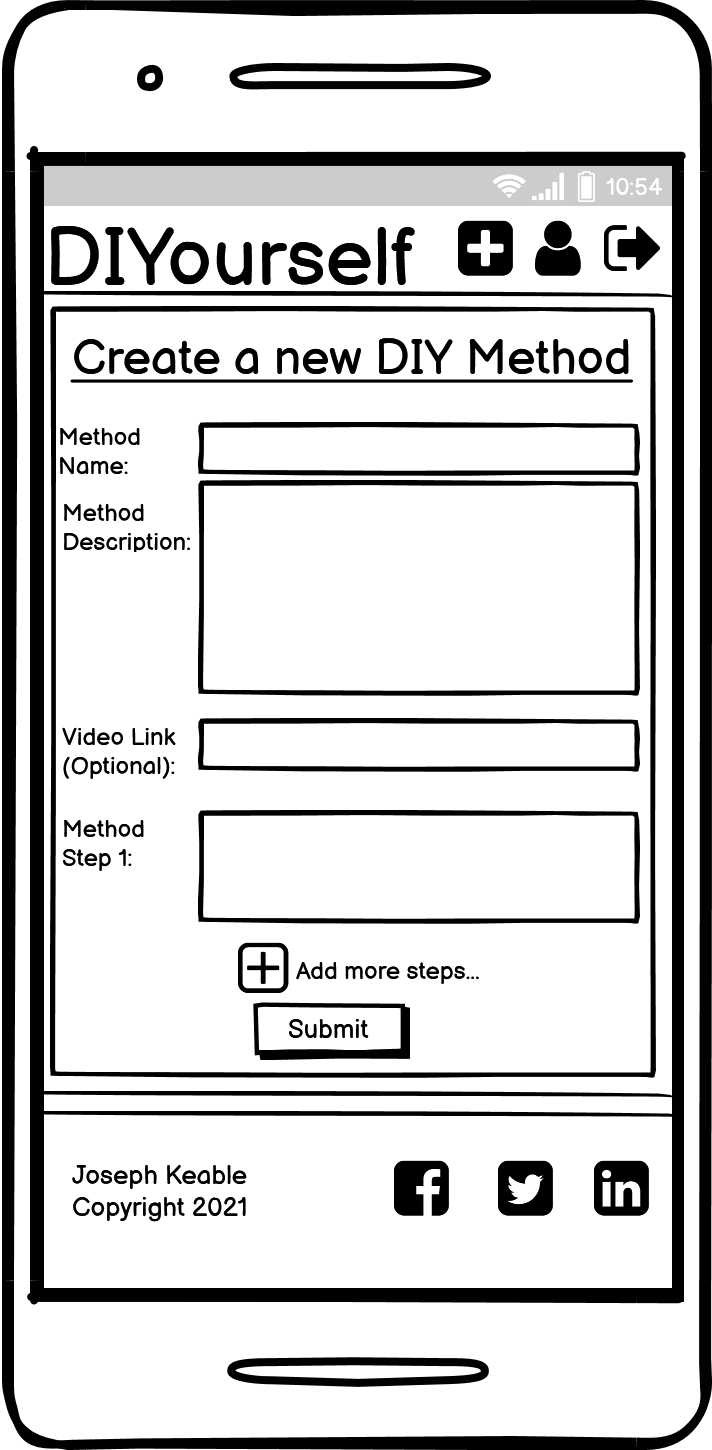 10:54
DIYourself
Create a new DIY Method
Method
Name:
Method
Description:
Video Link
(Optional):
Method
Step 1:
Add more steps...
Submit
Joseph Keable
Copyright 2021
f
in